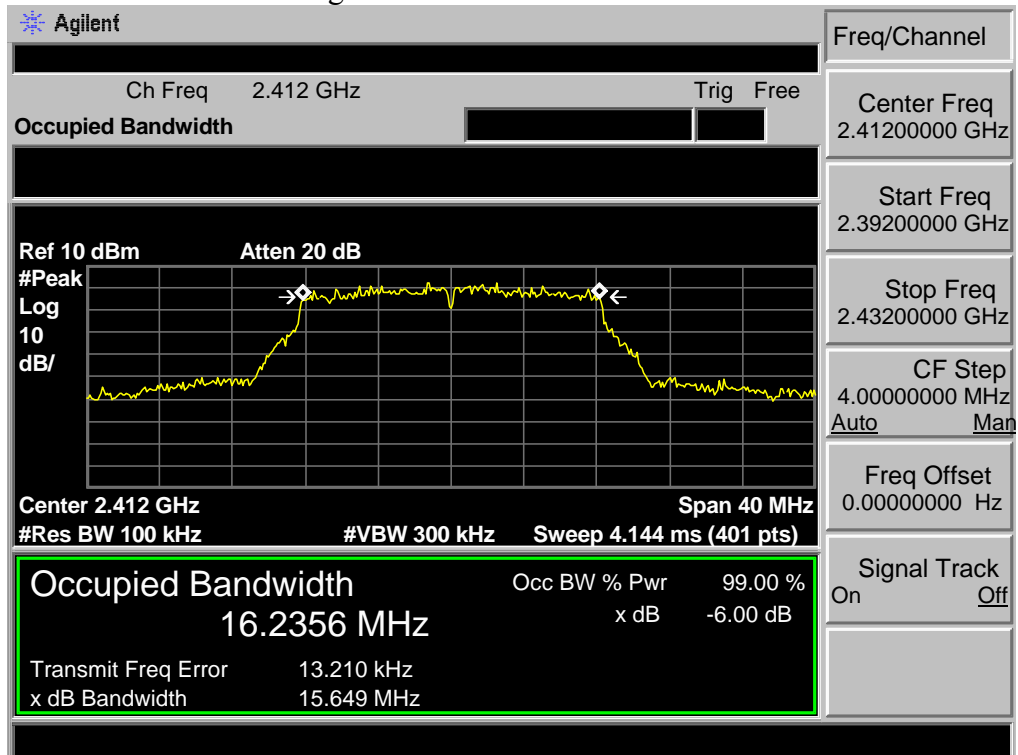 Agilent
Freq/Channel
Ch Freq 2.412 GHz Trig Free
Occupied Bandwidth
Center Freq
2.41200000 GHz
Start Freq
2.39200000 GHz
Ref 10 dBm Atten 20 dB
#Peak
Log
10
dB/
Stop Freq
2.43200000 GHz
CF Step
4.00000000 MHz
Auto Man
Center 2.412 GHz Span 40 MHz
#Res BW 100 kHz #VBW 300 kHz Sweep 4.144 ms (401 pts)
Freq Offset
0.00000000 Hz
Occupied Bandwidth
16.2356 MHz
Occ BW % Pwr 99.00 %
x dB -6.00 dB
Transmit Freq Error 13.210 kHz
x dB Bandwidth 15.649 MHz
Signal Track
On Off